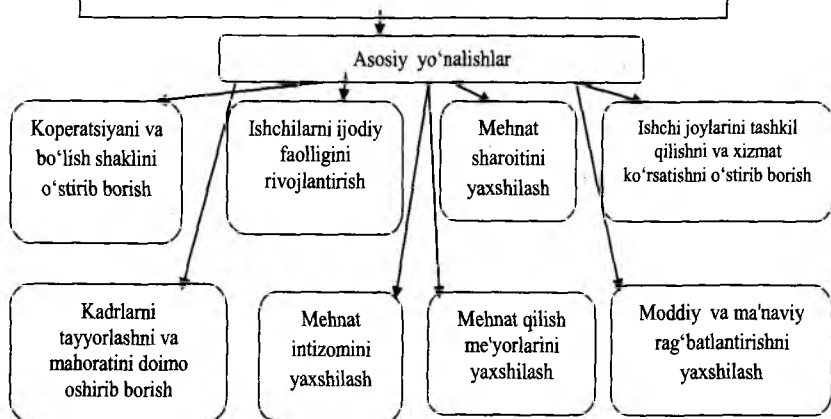 Asosiy yo‘nalishlar
Koperatsiyani va
bo‘lish shaklini
o‘stirib borish
Ishchilarni ijodiy
faolligini
rivojlantirish
Mehnat
sharoitini
yaxshilash
Ishchi joylarini tashkil
qilishni va xizmat
ko‘rsatishni o‘stirib borish
Kadrlarni
tayyorlashni va
mahoratini doimo
oshirib borish
Mehnat
intizomini
yaxshilash
Mehnat qilish
me'yorlarini
yaxshilash
Moddiy va ma'naviy
rag‘batlantirishni
yaxshilash